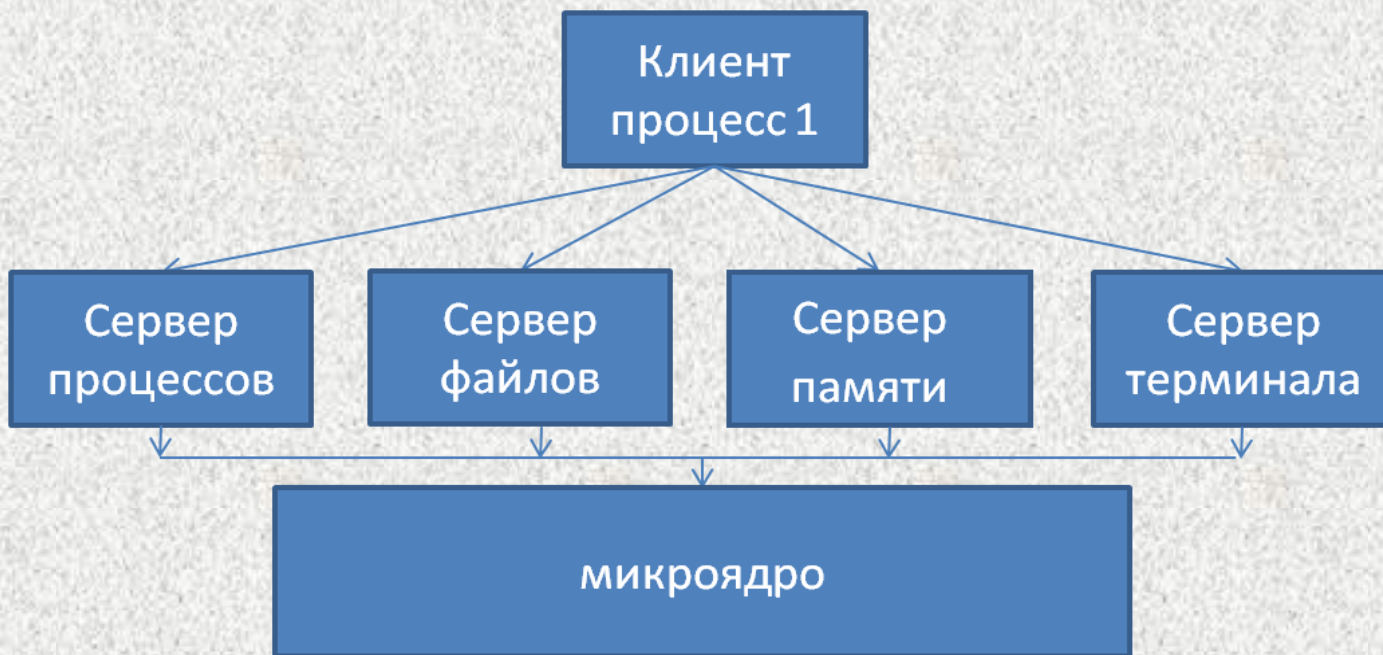 Клиент
процесс 1
Сервер
процессов
Сервер
файлов
Сервер
памяти
Сервер
терминала
микроядро